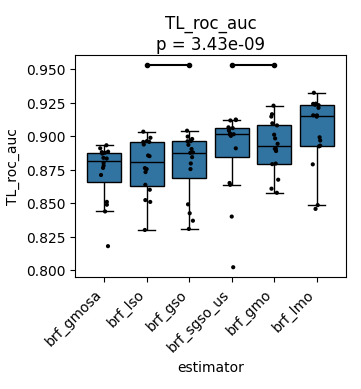 TL_roc_auc
p = 3.43e-09
TL_roc_auc
0.950
0.925
0.900
0.875
0.850
0.825
0.800
brf_gmosa
brf_lso
brf_gso
brf_sgso_us
brf_gmo
brf_lmo
estimator